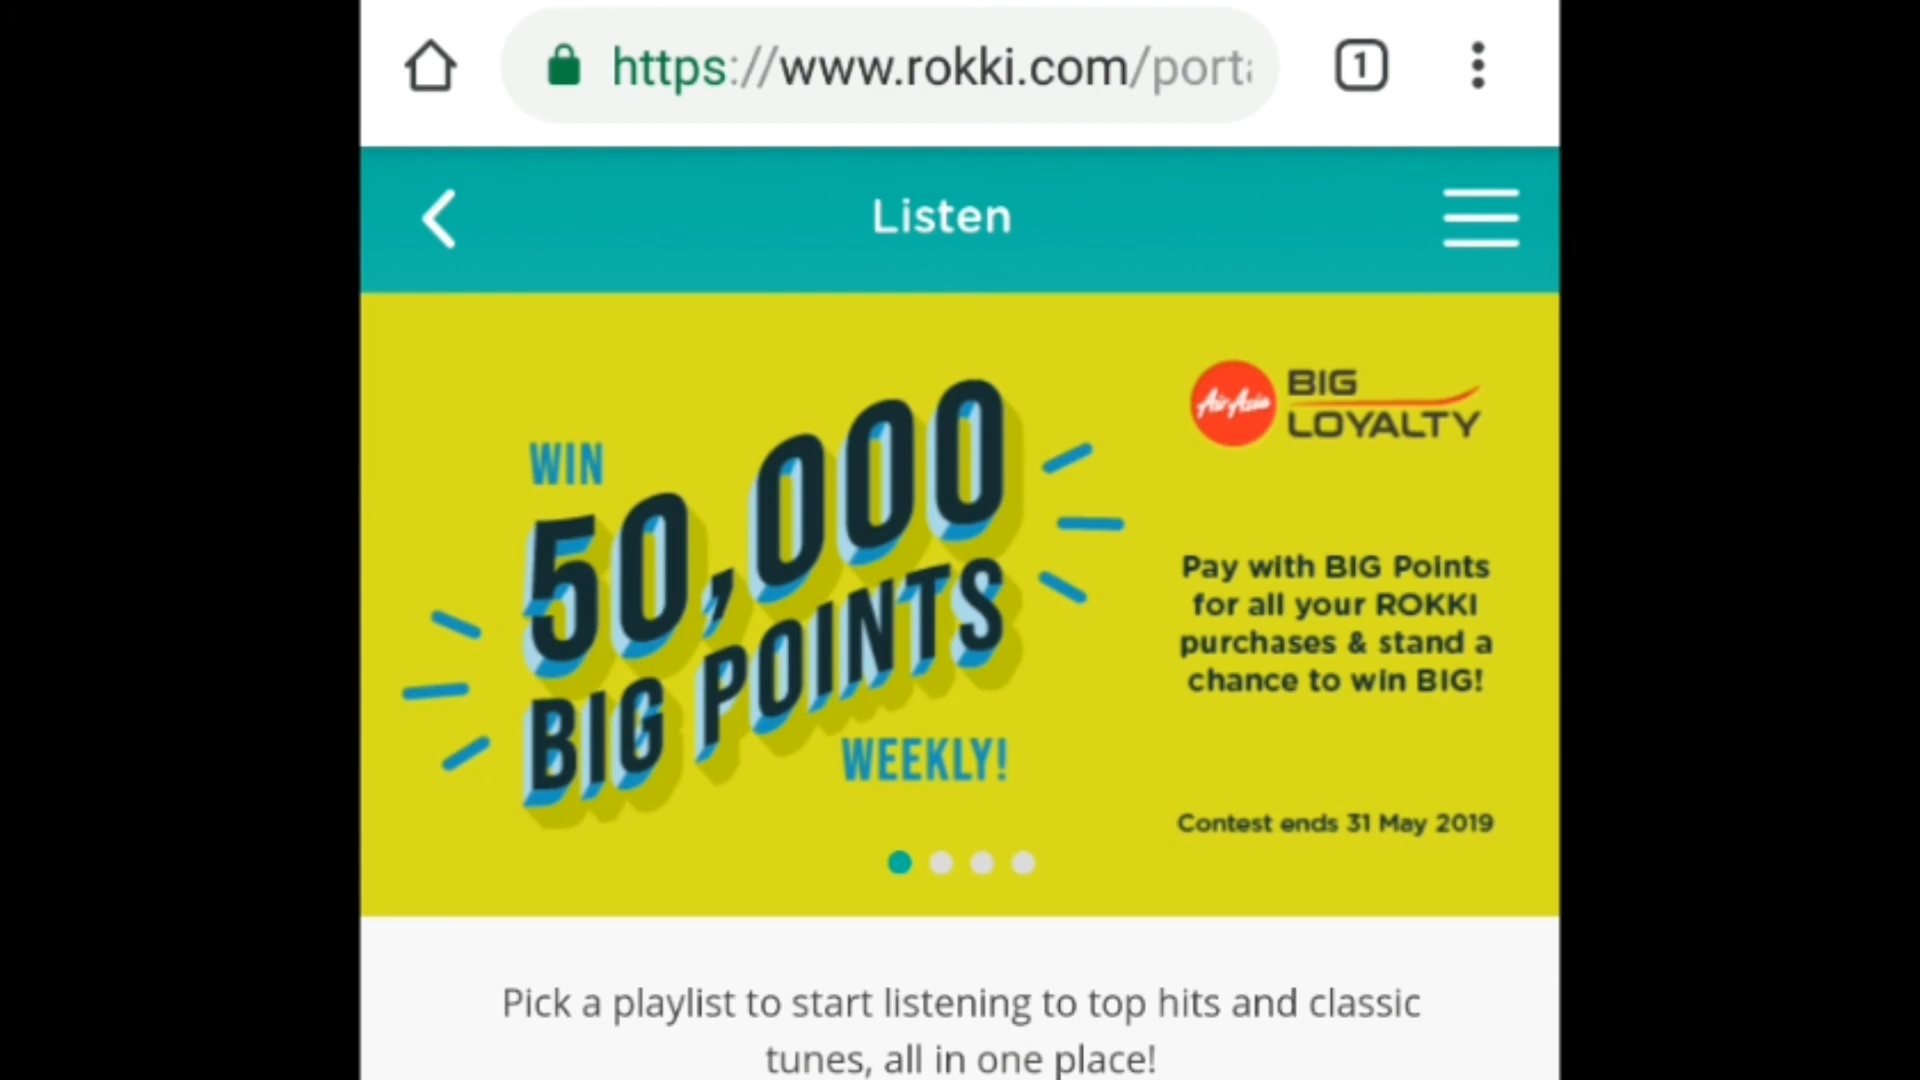 https://www.rokki.com/port
1
Listen
AirAsia BIG
LOYALTY
WIN
50,000
BIG POINTS
WEEKLY!
Pay with BIG Points
for all your ROKKI
purchases & stand a
chance to win BIG!
Contest ends 31 May 2019
Pick a playlist to start listening to top hits and classic
tunes, all in one place!